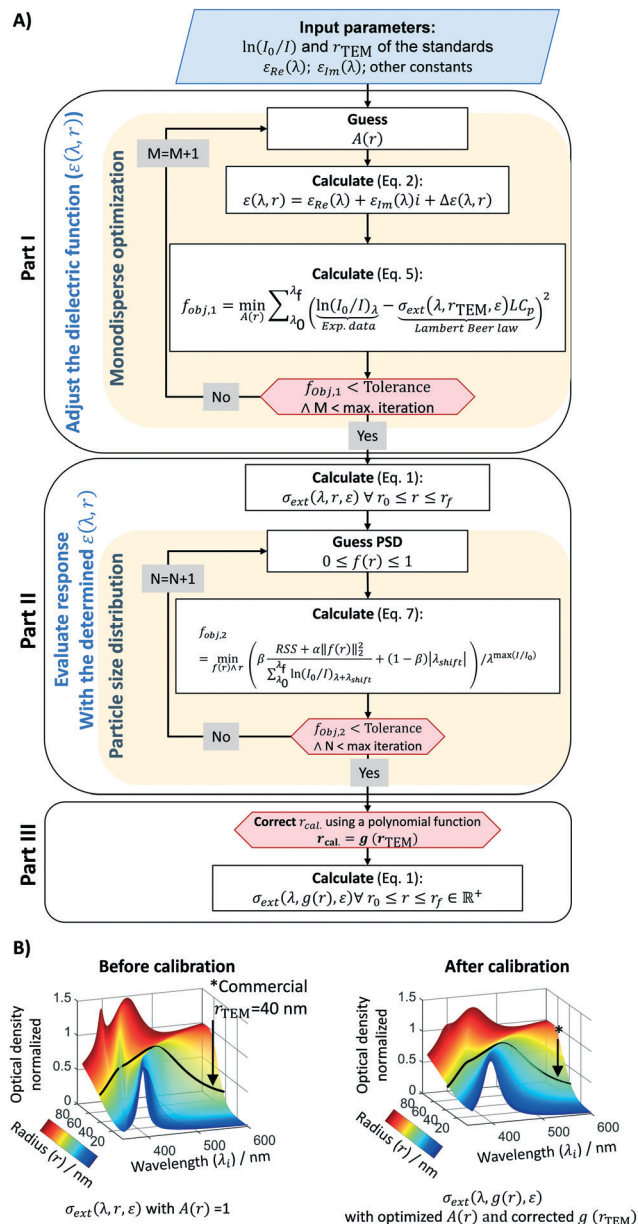 A)
Input parameters:
ln(I₀/I) and r_TEM of the standards
ε_Re(λ); ε_Im(λ); other constants
Part I
Adjust the dielectric function (ε(λ, r))
Monodisperse optimization
Guess
A(r)
M=M+1
Calculate (Eq. 2):
ε(λ, r) = ε_Re(λ) + ε_Im(λ)i + Δε(λ, r)
Calculate (Eq. 5):
f_obj,1 = min_A(r) ∑_λ₀^λf (ln(I₀/I)_λ − σ_ext(λ, r_TEM, ε)LC_p)²
Exp. data Lambert Beer law
f_Obj,1 < Tolerance
∧ M < max. iteration
No
Yes
Part II
Evaluate response
With the determined ε(λ, r)
Particle size distribution
Calculate (Eq. 1):
σ_ext(λ, r, ε) ∀ r₀ ≤ r ≤ r_f
Guess PSD
0 ≤ f(r) ≤ 1
N=N+1
Calculate (Eq. 7):
f_obj,2
= min_f(r)∧r (β (RSS + α‖f(r)‖₂²)/(∑_λ₀^λf ln(I₀/I)_λ+λshift) + (1 − β)|λ_shift|)/λ^max(I/I₀)
f_Obj,2 < Tolerance
∧ N < max iteration
No
Yes
Part III
Correct r_cal. using a polynomial function
r_cal. = g (r_TEM)
Calculate (Eq. 1):
σ_ext(λ, g(r), ε)∀ r₀ ≤ r ≤ r_f ∈ ℝ⁺
B)
Before calibration
*Commercial
r_TEM=40 nm
Optical density
normalized
1.5
1
0.5
0
80
60
40
20
Radius (r) / nm
400
500
600
Wavelength (λ_i) / nm
σ_ext(λ, r, ε) with A(r) =1
After calibration
*
Optical density
normalized
1.5
1
0.5
0
80
60
40
20
Radius (r) / nm
400
500
600
Wavelength (λ_i) / nm
σ_ext(λ, g(r), ε)
with optimized A(r) and corrected g (r_TEM)